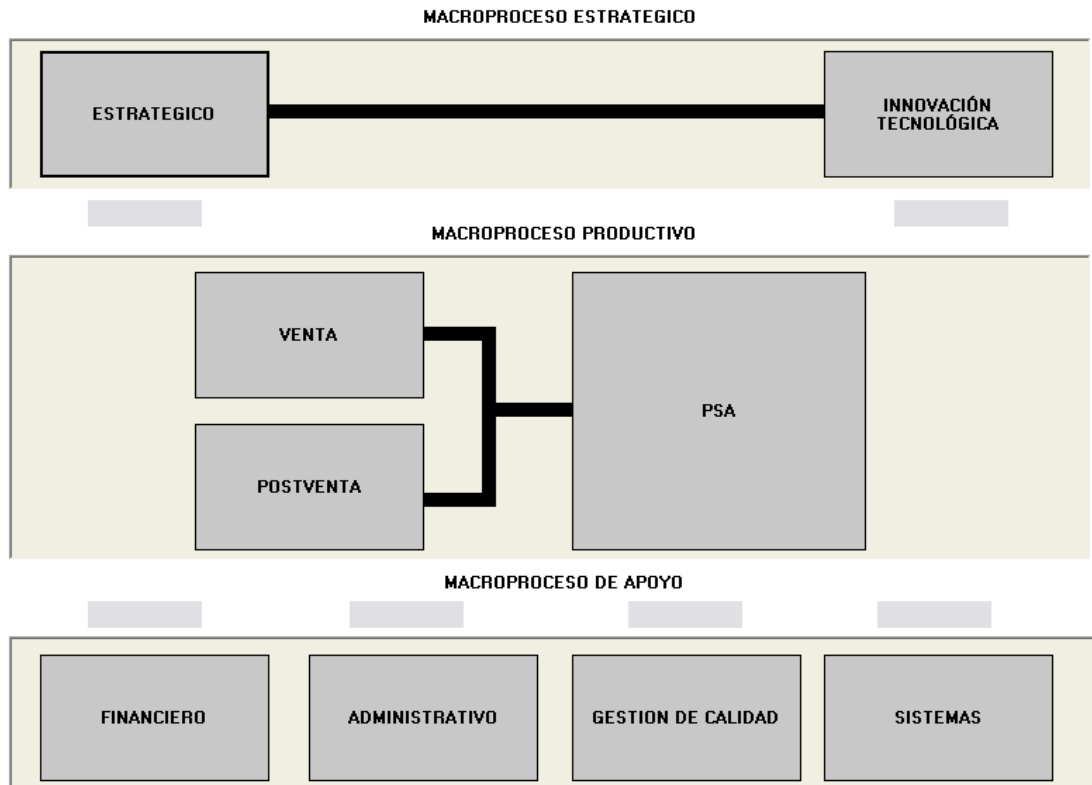 MACROPROCESO ESTRATEGICO
ESTRATEGICO
INNOVACIÓN
TECNOLÓGICA
MACROPROCESO PRODUCTIVO
VENTA
PSA
POSTVENTA
MACROPROCESO DE APOYO
FINANCIERO
ADMINISTRATIVO
GESTION DE CALIDAD
SISTEMAS